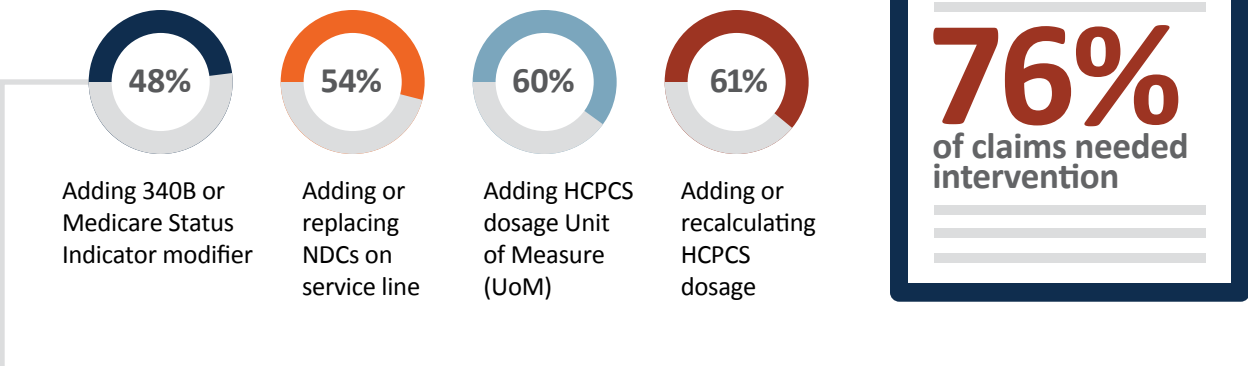 48%
Adding 340B or
Medicare Status
Indicator modifier
54%
Adding or
replacing
NDCs on
service line
60%
Adding HCPCS
dosage Unit
of Measure
(UoM)
61%
Adding or
recalculating
HCPCS
dosage
76%
of claims needed
intervention